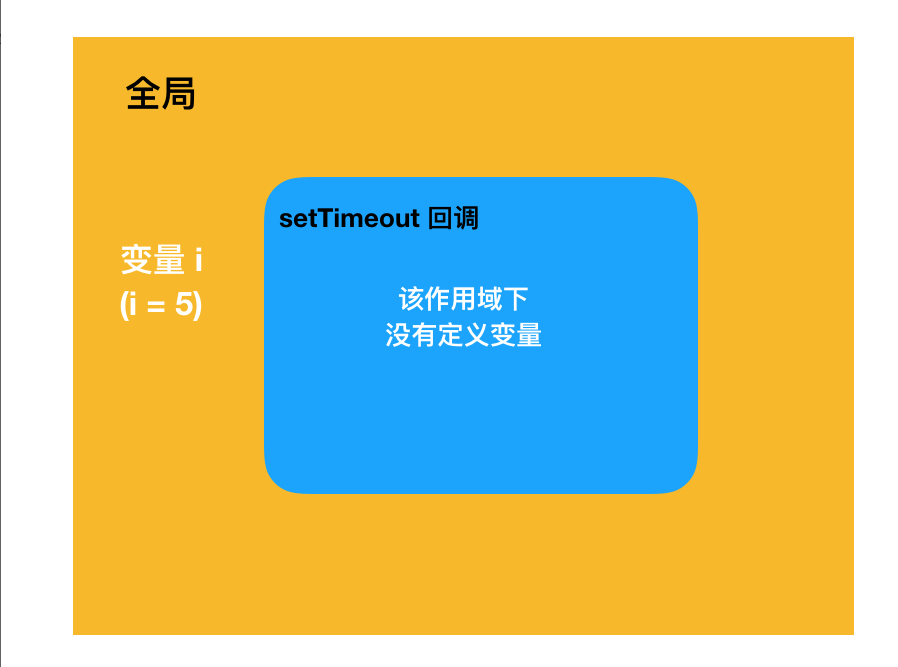 全局
setTimeout 回调
变量 i
(i = 5)
该作用域下
没有定义变量